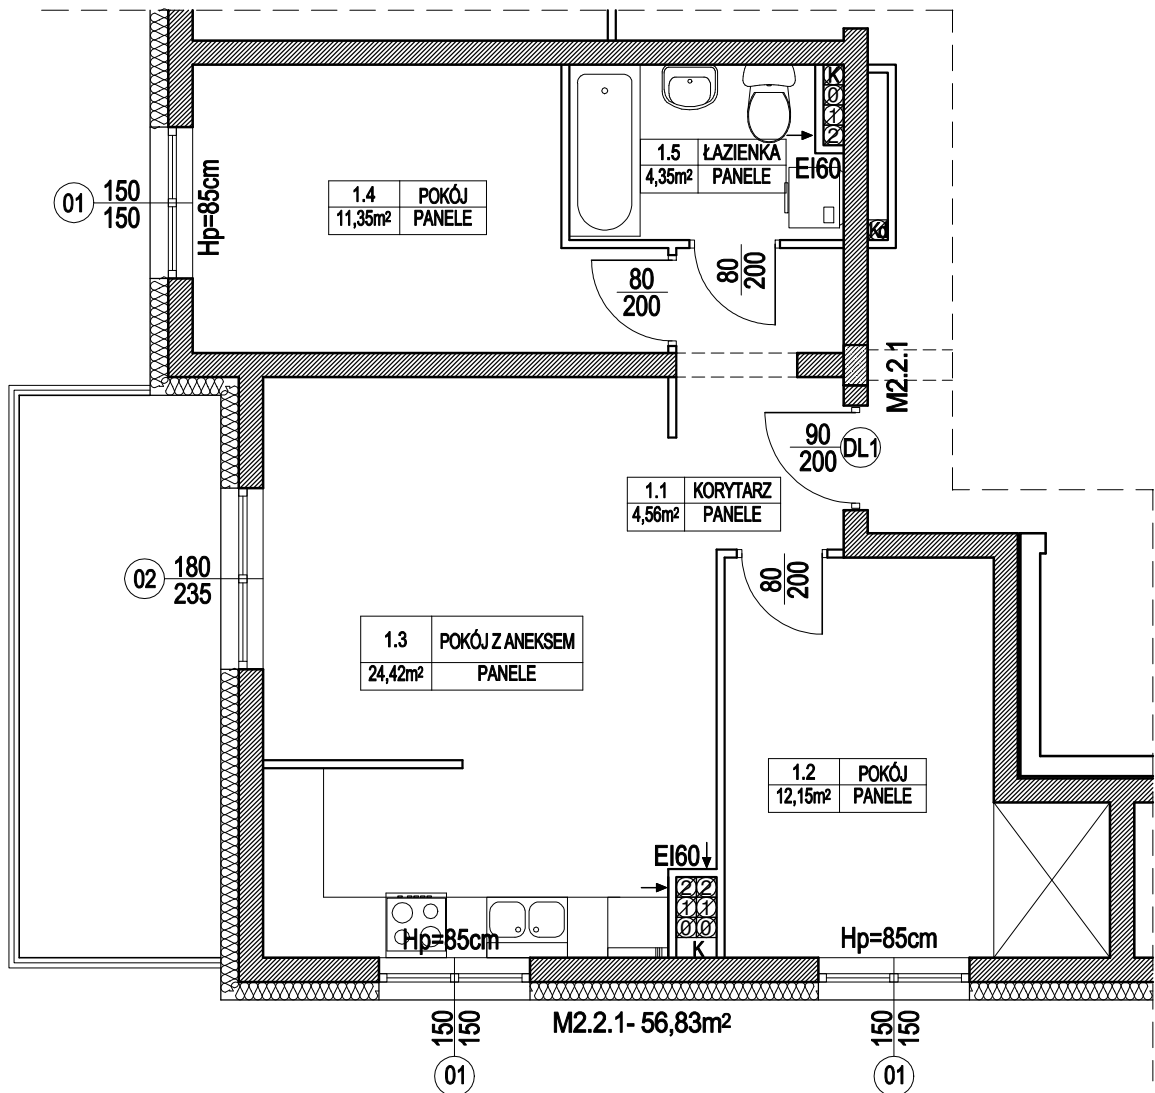 K
0
1
2
1.5 ŁAZIENKA
4,35m² PANELE
EI60
01 150
150
Hp=85cm
1.4 POKÓJ
11,35m² PANELE
80
200
80
200
M2.2.1
90
200
DL1
1.1 KORYTARZ
4,56m² PANELE
02 180
235
80
200
1.3 POKÓJ Z ANEKSEM
24,42m² PANELE
1.2 POKÓJ
12,15m² PANELE
EI60
2 2
1 1
0 0
K
Hp=85cm
Hp=85cm
150
150
M2.2.1- 56,83m²
150
150
01
01